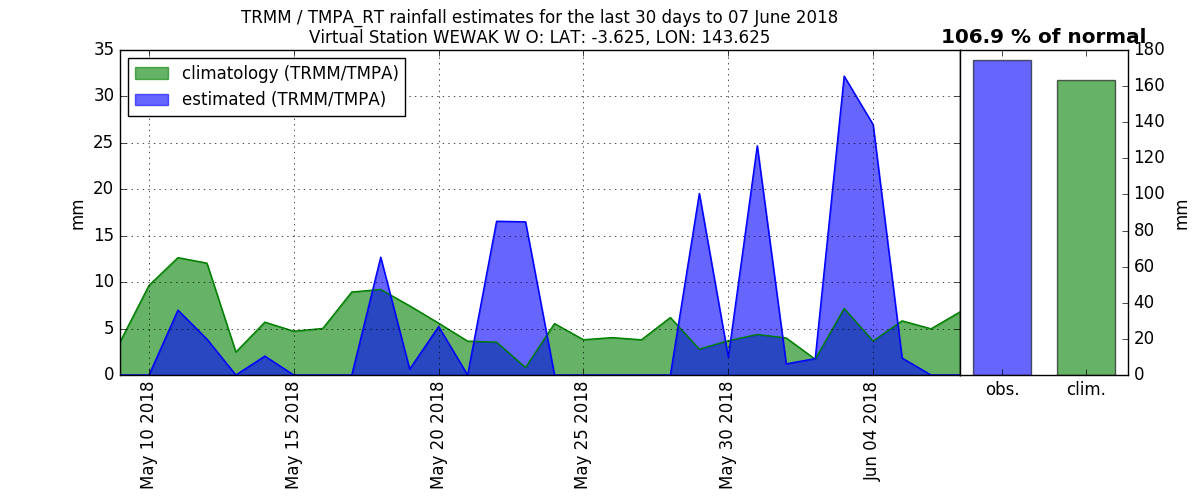 TRMM / TMPA_RT rainfall estimates for the last 30 days to 07 June 2018
Virtual Station WEWAK W O: LAT: -3.625, LON: 143.625
106.9 % of normal
climatology (TRMM/TMPA)
estimated (TRMM/TMPA)
35
30
25
20
15
10
5
0
mm
May 10 2018
May 15 2018
May 20 2018
May 25 2018
May 30 2018
Jun 04 2018
180
160
140
120
100
80
60
40
20
0
mm
obs.
clim.